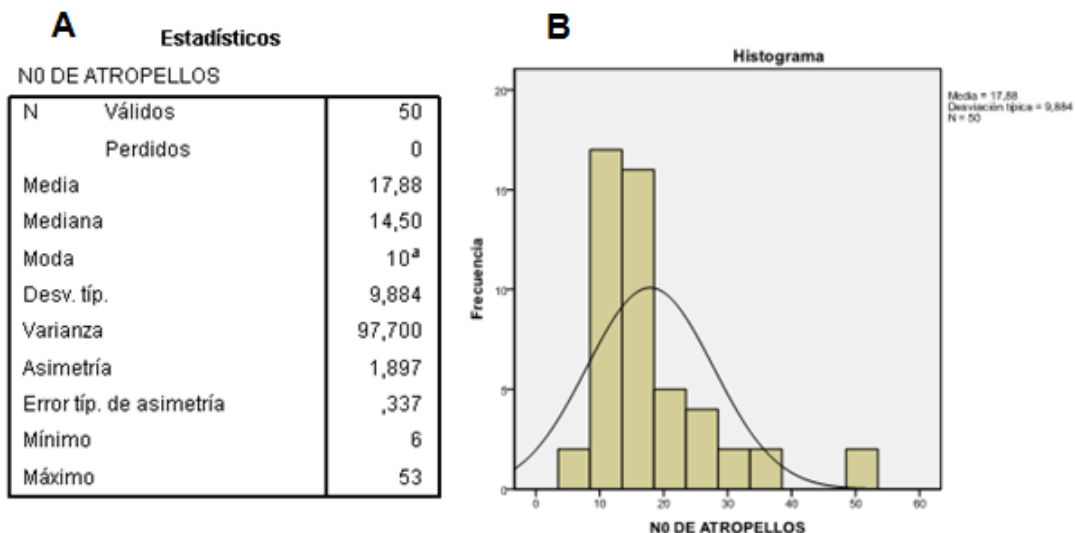 A
Estadísticos
N0 DE ATROPELLOS
N Válidos 50
Perdidos 0
Media 17,88
Mediana 14,50
Moda 10ª
Desv. típ. 9,884
Varianza 97,700
Asimetría 1,897
Error típ. de asimetría ,337
Mínimo 6
Máximo 53
B
Histograma
Media = 17,88
Desviación típica = 9,884
N = 50
Frecuencia
20
15
10
5
0
0 10 20 30 40 50 60
N0 DE ATROPELLOS